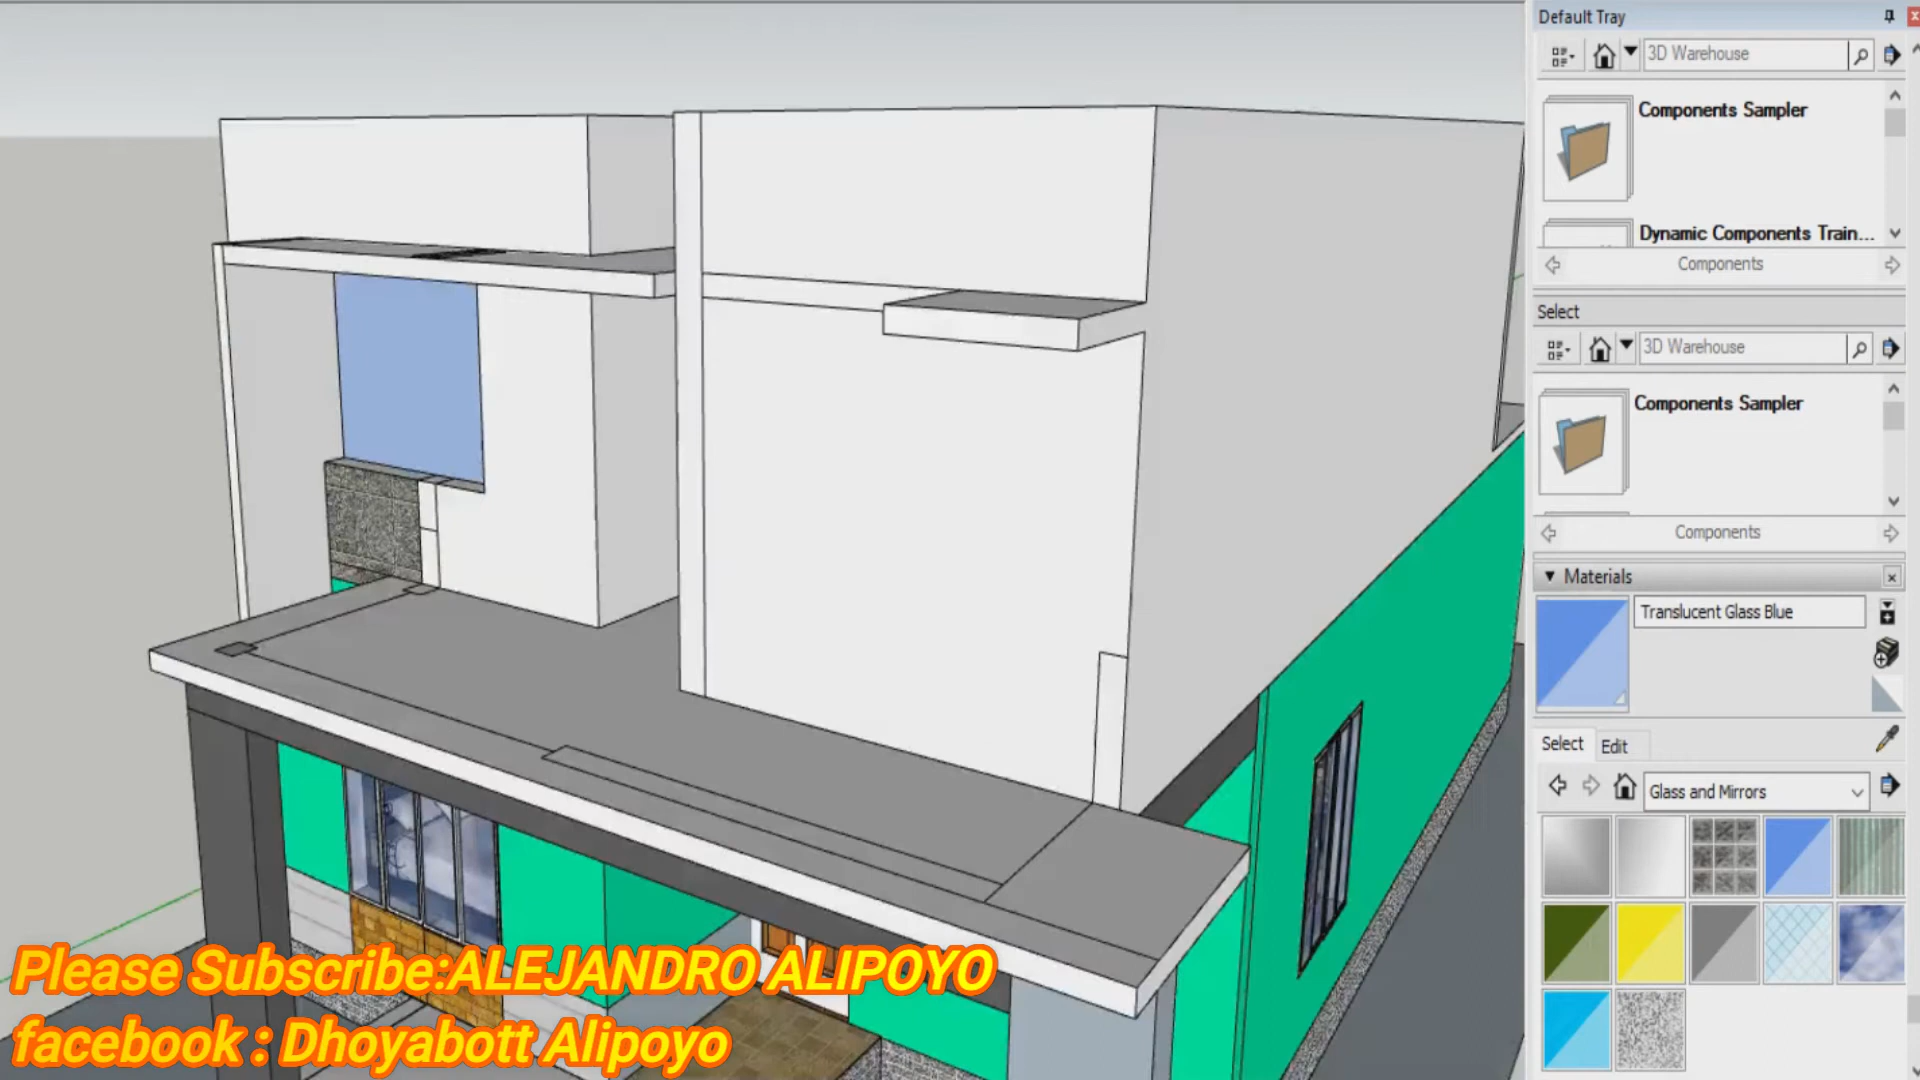 Default Tray
3D Warehouse
Components Sampler
Dynamic Components Train...
Components
Select
3D Warehouse
Components Sampler
Components
Materials
Translucent Glass Blue
Select
Edit
Glass and Mirrors
Please Subscribe:ALEJANDRO ALIPOYO
facebook : Dhoyabott Alipoyo